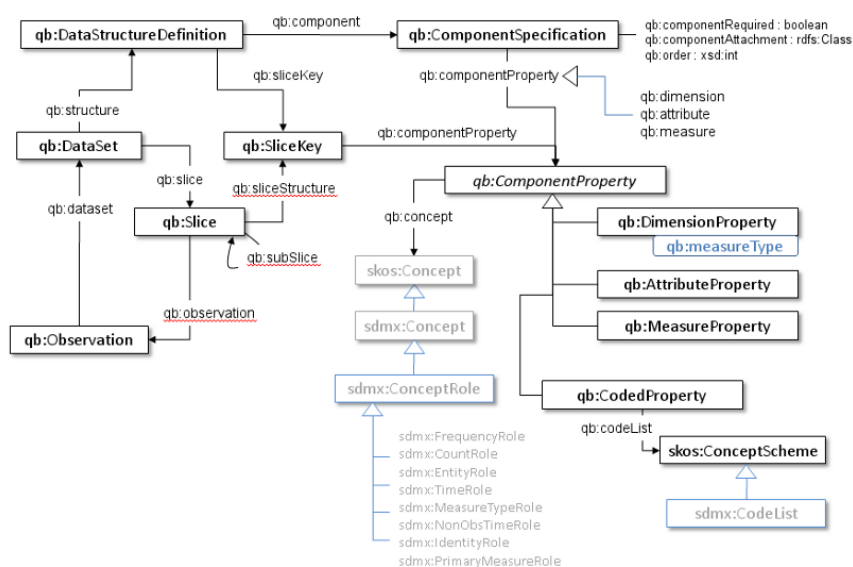 qb:DataStructureDefinition
qb:component
qb:ComponentSpecification
qb:componentRequired : boolean
qb:componentAttachment : rdfs:Class
qb:order : xsd:int
qb:sliceKey
qb:componentProperty
qb:dimension
qb:attribute
qb:measure
qb:structure
qb:DataSet
qb:SliceKey
qb:componentProperty
qb:slice
qb:sliceStructure
qb:ComponentProperty
qb:dataset
qb:Slice
qb:concept
qb:DimensionProperty
qb:measureType
qb:subSlice
skos:Concept
qb:AttributeProperty
qb:observation
sdmx:Concept
qb:MeasureProperty
qb:Observation
sdmx:ConceptRole
qb:CodedProperty
qb:codeList
sdmx:FrequencyRole
sdmx:CountRole
sdmx:EntityRole
sdmx:TimeRole
sdmx:MeasureTypeRole
sdmx:NonObsTimeRole
sdmx:IdentityRole
sdmx:PrimaryMeasureRole
skos:ConceptScheme
sdmx:CodeList